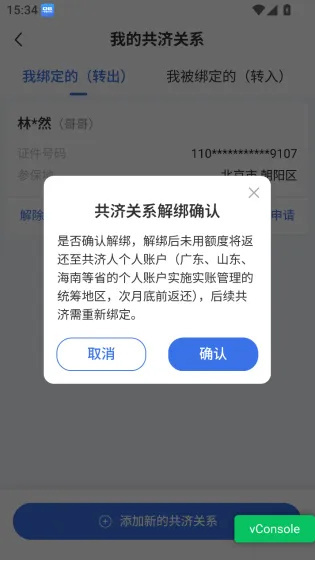 15:34
我的共济关系
我绑定的（转出） 我被绑定的（转入）
林*然（哥哥）
证件号码 110***********9107
参保地 北京市 朝阳区
解除 申请
共济关系解绑确认
是否确认解绑，解绑后未用额度将返
还至共济人个人账户（广东、山东、
海南等省的个人账户实施实账管理的
统筹地区，次月底前返还），后续共
济需重新绑定。
取消 确认
添加新的共济关系
vConsole